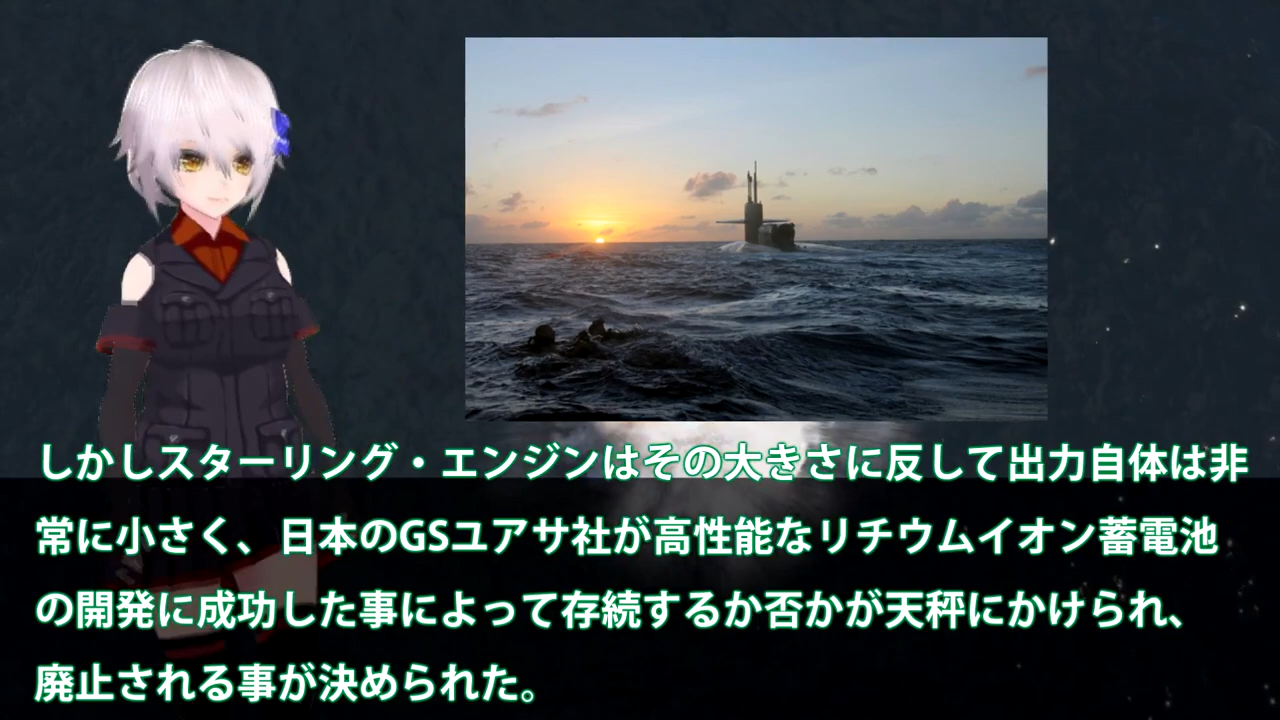 しかしスターリング・エンジンはその大きさに反して出力自体は非
常に小さく、日本のGSユアサ社が高性能なリチウムイオン蓄電池
の開発に成功した事によって存続するか否かが天秤にかけられ、
廃止される事が決められた。